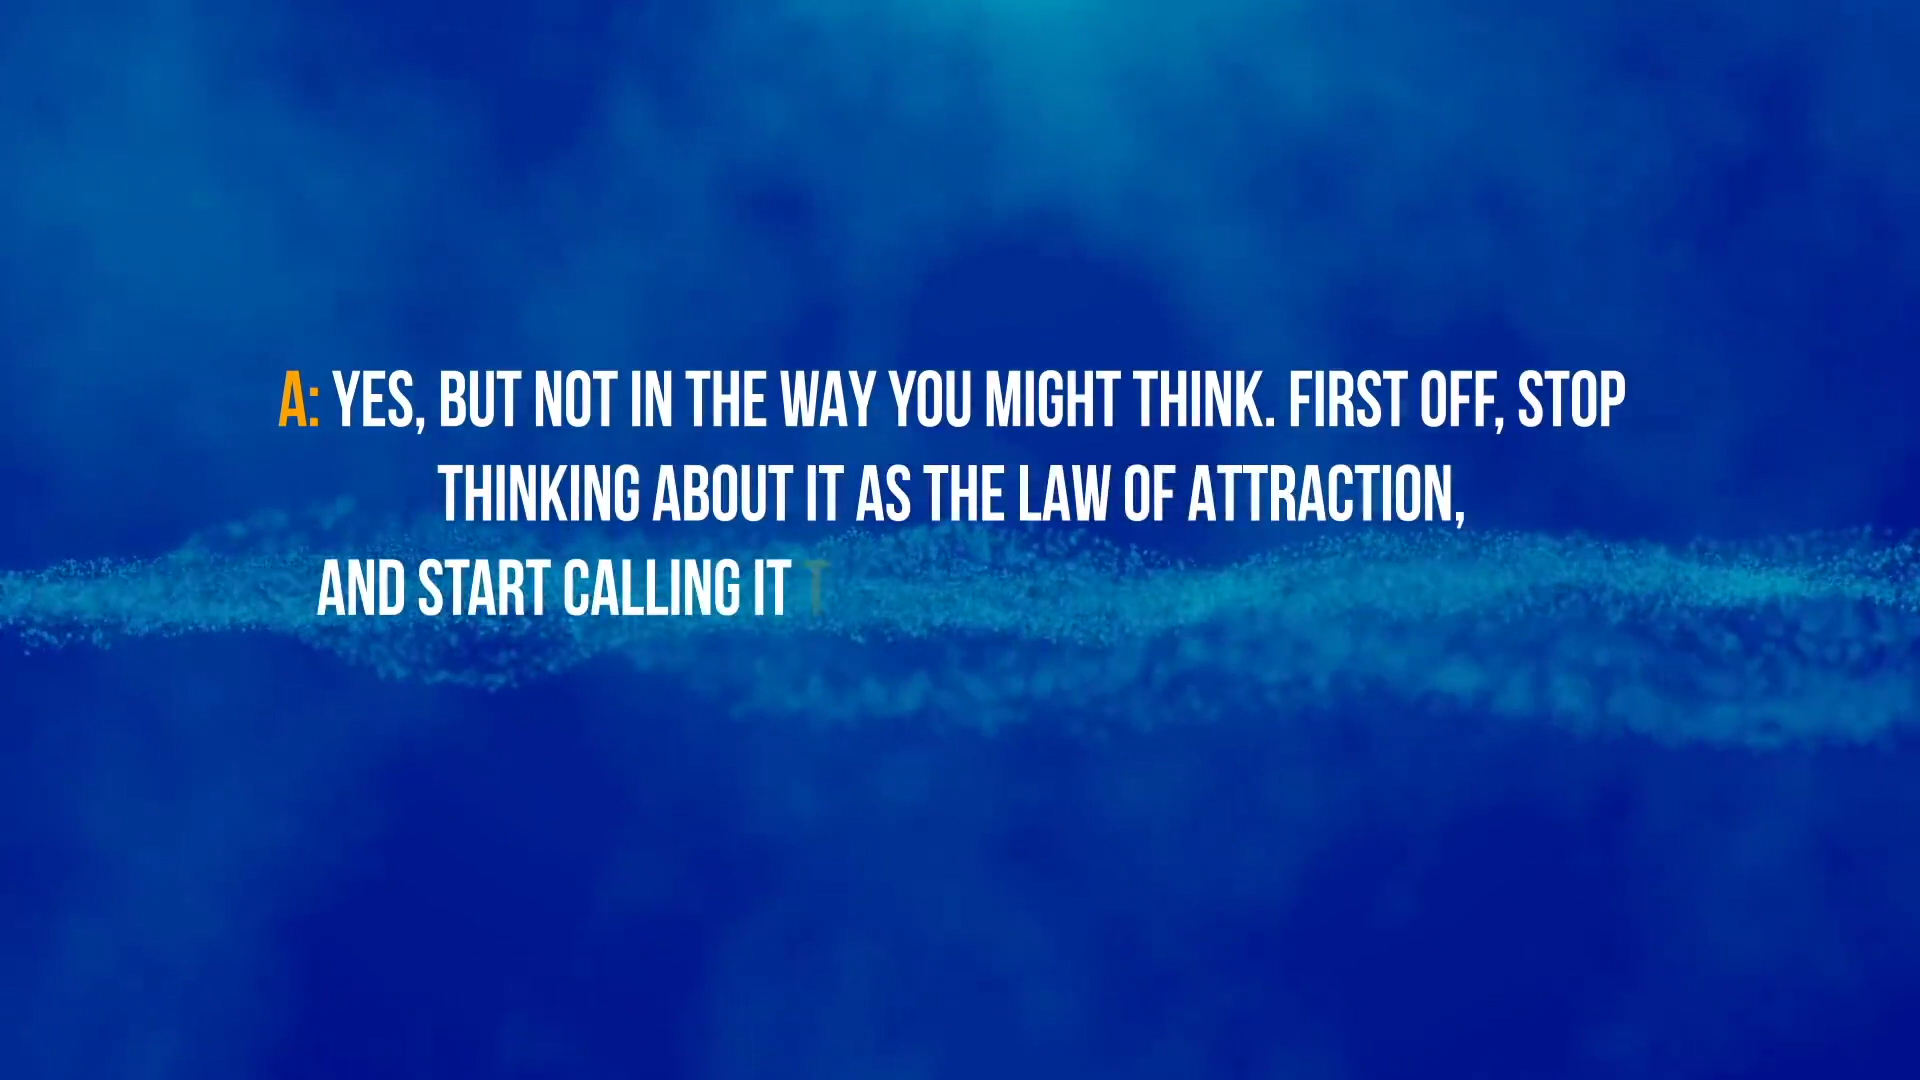 A: YES, BUT NOT IN THE WAY YOU MIGHT THINK. FIRST OFF, STOP
THINKING ABOUT IT AS THE LAW OF ATTRACTION,
AND START CALLING IT T